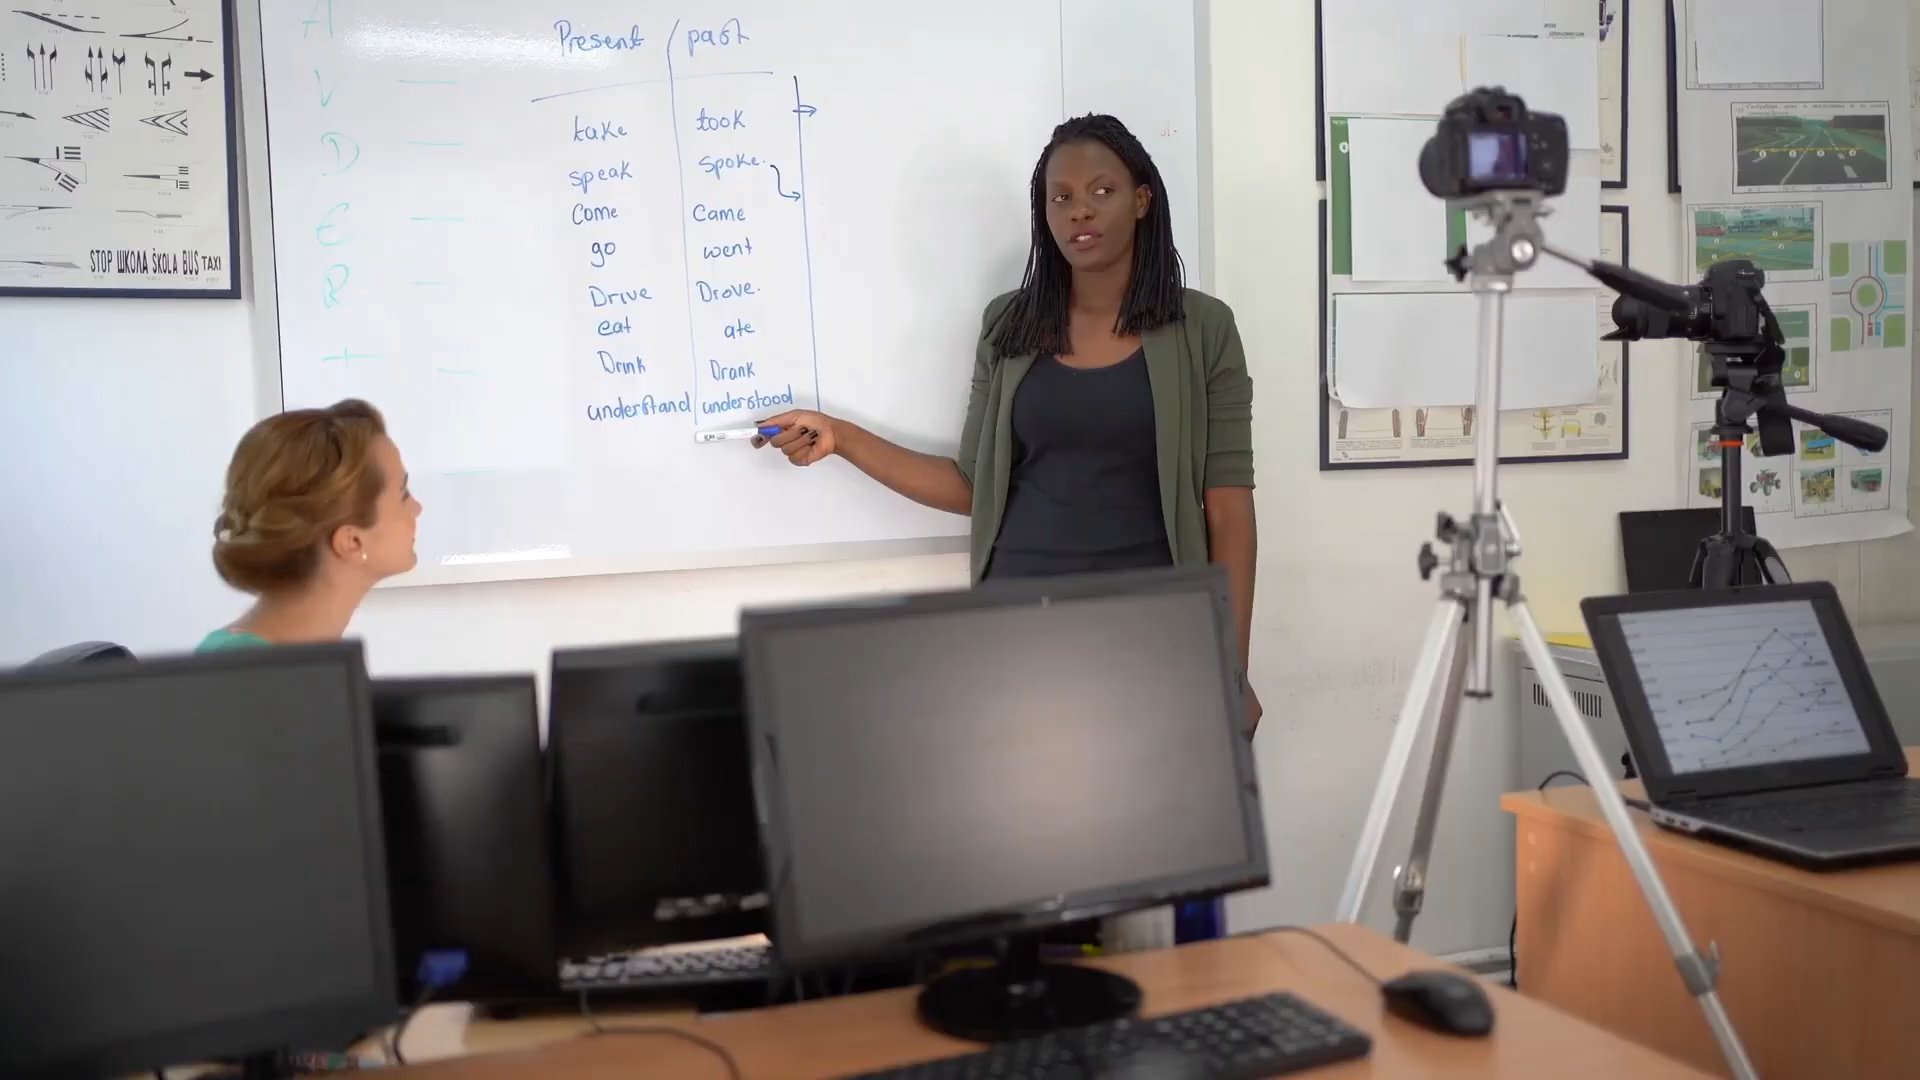 STOP ШКОЛА ŠKOLA BUS TAXI
A
V
D
E
R
T
Present / past
take took
speak spoke.
Come Came
go went
Drive Drove.
eat ate
Drink Drank
understand understood